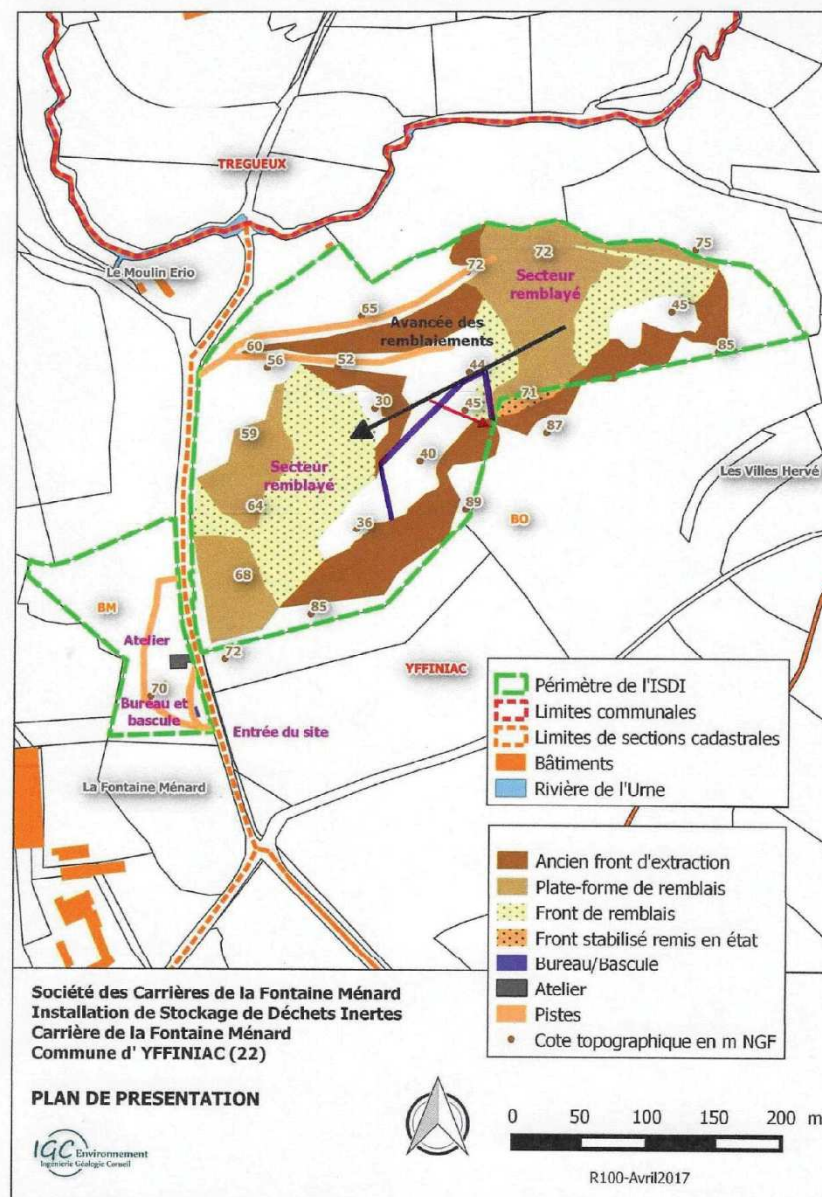 TREGUEUX
Le Moulin Erio
75
72
72
Secteur
remblayé
65
45
Avancée des
remblaiements
60
56
52
44
85
30
45
71
59
87
40
Secteur
remblayé
Les Villes Hervé
64
36
89
BO
68
BM
85
Atelier
72
YFFINIAC
70
Bureau et
bascule
Entrée du site
La Fontaine Ménard
Périmètre de l'ISDI
Limites communales
Limites de sections cadastrales
Bâtiments
Rivière de l'Urne
Ancien front d'extraction
Plate-forme de remblais
Front de remblais
Front stabilisé remis en état
Bureau/Bascule
Atelier
Pistes
Cote topographique en m NGF
Société des Carrières de la Fontaine Ménard
Installation de Stockage de Déchets Inertes
Carrière de la Fontaine Ménard
Commune d' YFFINIAC (22)
PLAN DE PRESENTATION
IGC Environnement
Ingénierie Géologie Conseil
0 50 100 150 200 m
R100-Avril2017